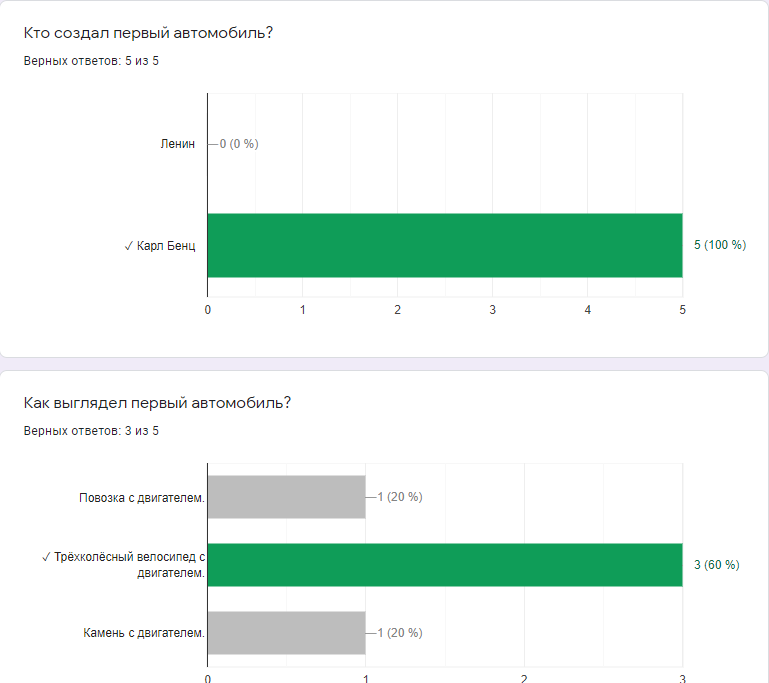 Кто создал первый автомобиль?
Верных ответов: 5 из 5
Ленин
0 (0 %)
✓ Карл Бенц
5 (100 %)
0 1 2 3 4 5
Как выглядел первый автомобиль?
Верных ответов: 3 из 5
Повозка с двигателем.
1 (20 %)
✓ Трёхколёсный велосипед с
двигателем.
3 (60 %)
Камень с двигателем.
1 (20 %)
0 1 2 3